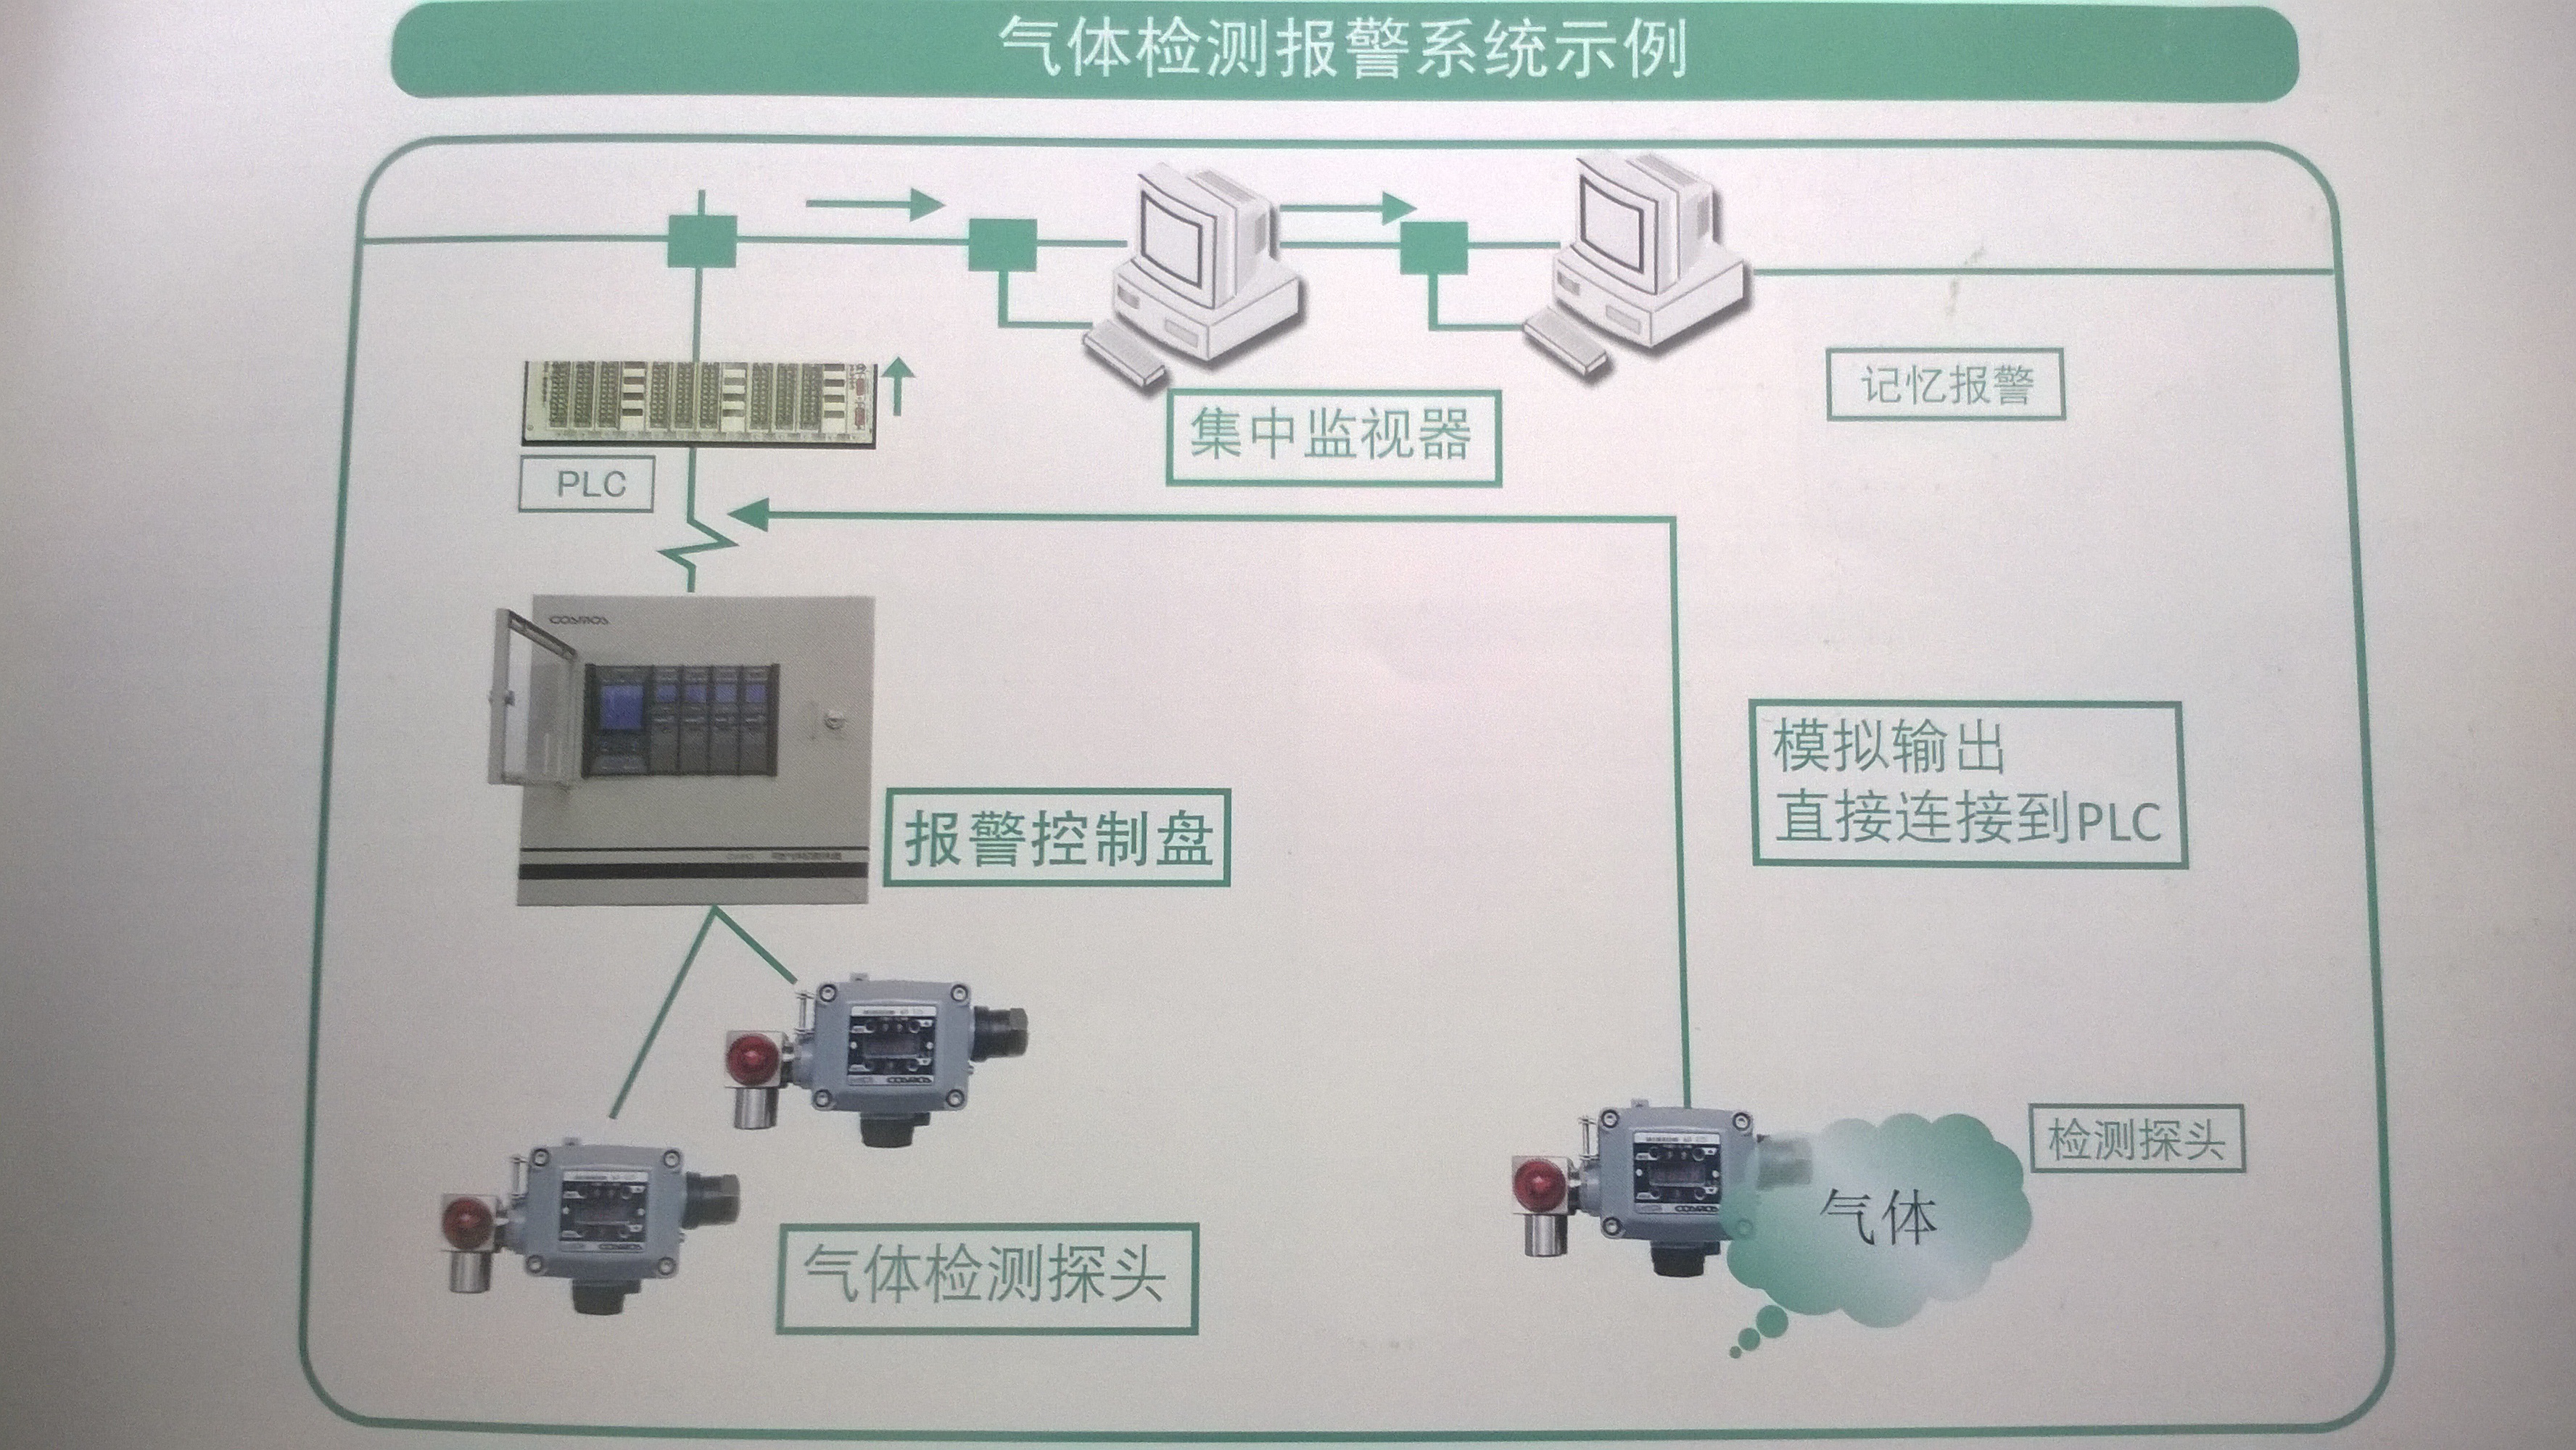 气体检测报警系统示例
记忆报警
集中监视器
PLC
COSMOS
模拟输出
直接连接到PLC
报警控制盘
COSMOS
检测探头
COSMOS
气体
COSMOS
气体检测探头